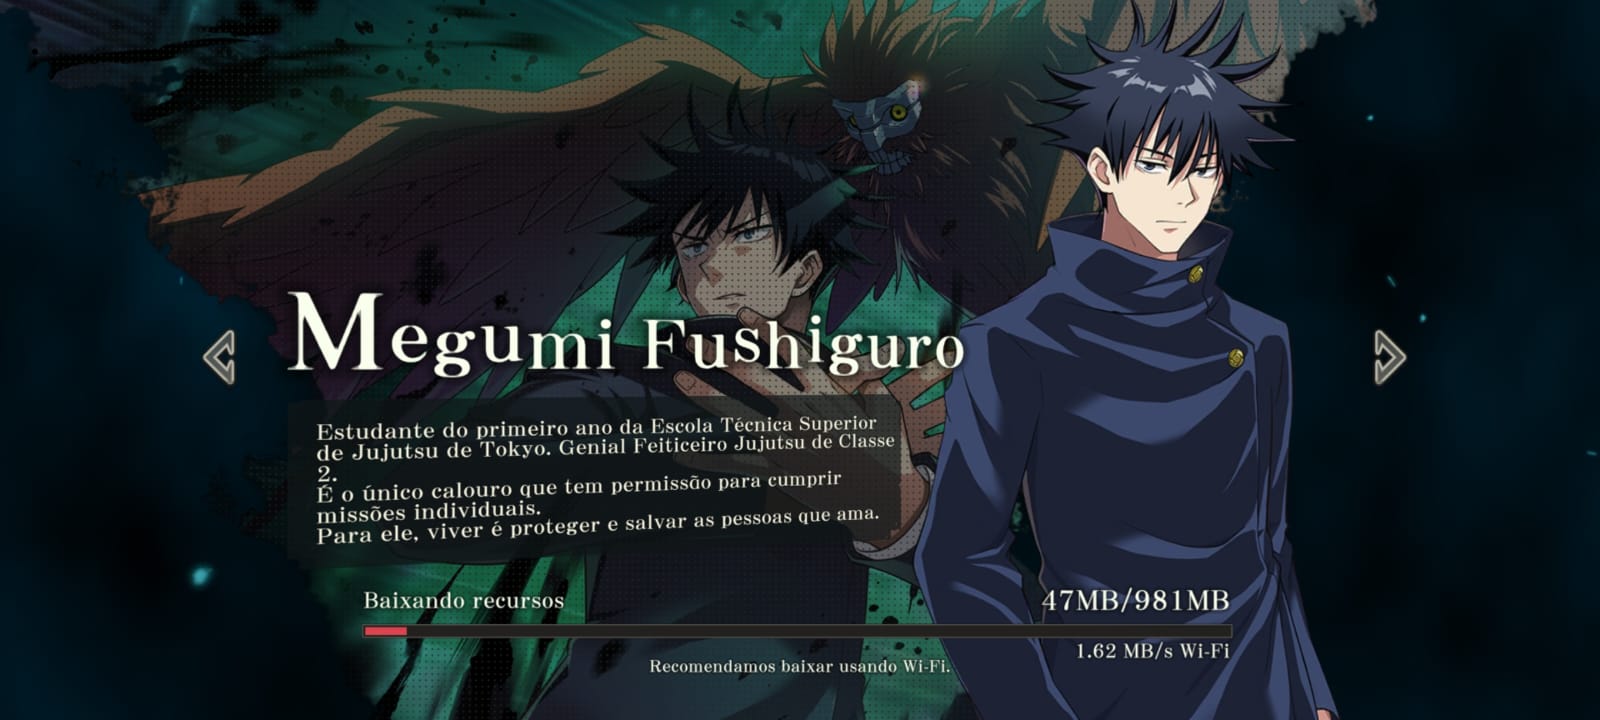 Megumi Fushiguro
Estudante do primeiro ano da Escola Técnica Superior
de Jujutsu de Tokyo. Genial Feiticeiro Jujutsu de Classe
2.
É o único calouro que tem permissão para cumprir
missões individuais.
Para ele, viver é proteger e salvar as pessoas que ama.
Baixando recursos
47MB/981MB
1.62 MB/s Wi-Fi
Recomendamos baixar usando Wi-Fi.